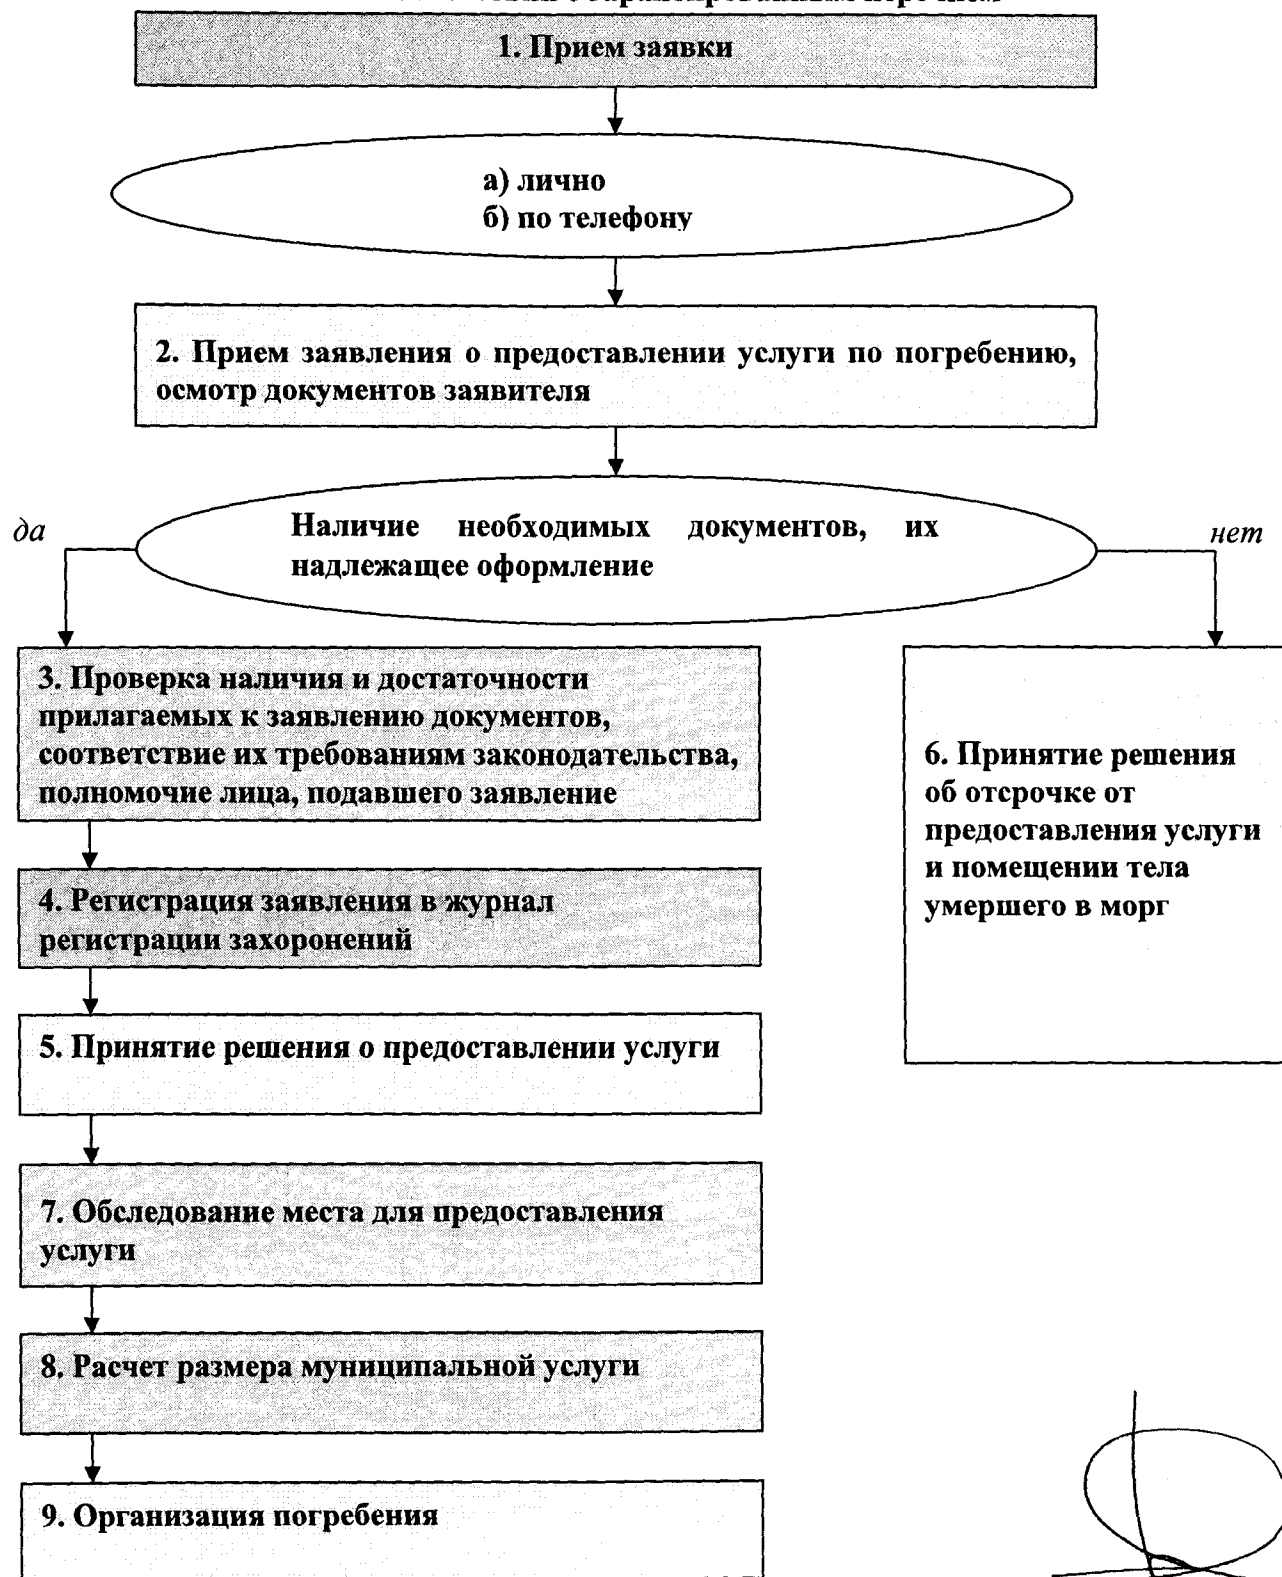 гарантированным перечнем
1. Прием заявки
а) лично
б) по телефону
2. Прием заявления о предоставлении услуги по погребению,
осмотр документов заявителя
да
Наличие необходимых документов, их
надлежащее оформление
нет
3. Проверка наличия и достаточности
прилагаемых к заявлению документов,
соответствие их требованиям законодательства,
полномочие лица, подавшего заявление
6. Принятие решения
об отсрочке от
предоставления услуги
и помещении тела
умершего в морг
4. Регистрация заявления в журнал
регистрации захоронений
5. Принятие решения о предоставлении услуги
7. Обследование места для предоставления
услуги
8. Расчет размера муниципальной услуги
9. Организация погребения